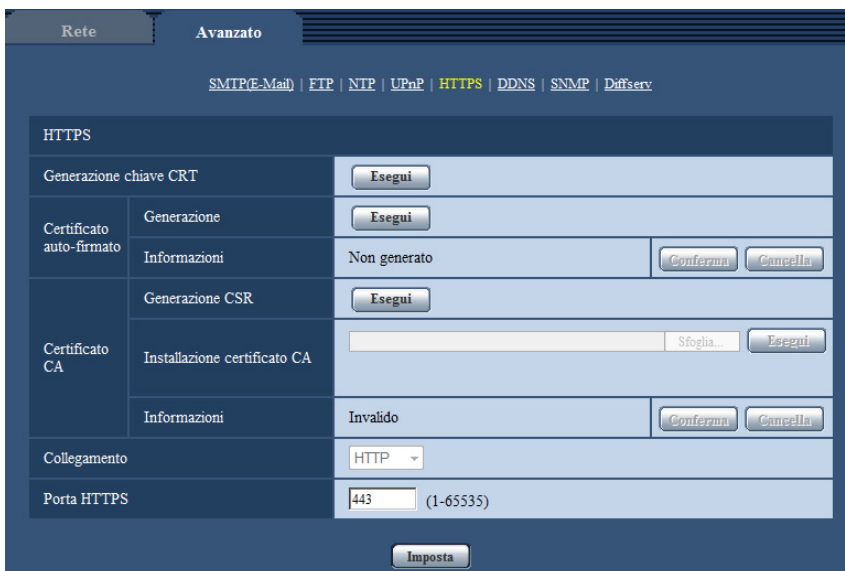 Rete Avanzato
SMTP(E-Mail) | FTP | NTP | UPnP | HTTPS | DDNS | SNMP | Diffserv
HTTPS
Generazione chiave CRT Esegui
Certificato auto-firmato
Generazione Esegui
Informazioni Non generato Conferma Cancella
Certificato CA
Generazione CSR Esegui
Installazione certificato CA Sfoglia... Esegui
Informazioni Invalido Conferma Cancella
Collegamento HTTP
Porta HTTPS 443 (1-65535)
Imposta